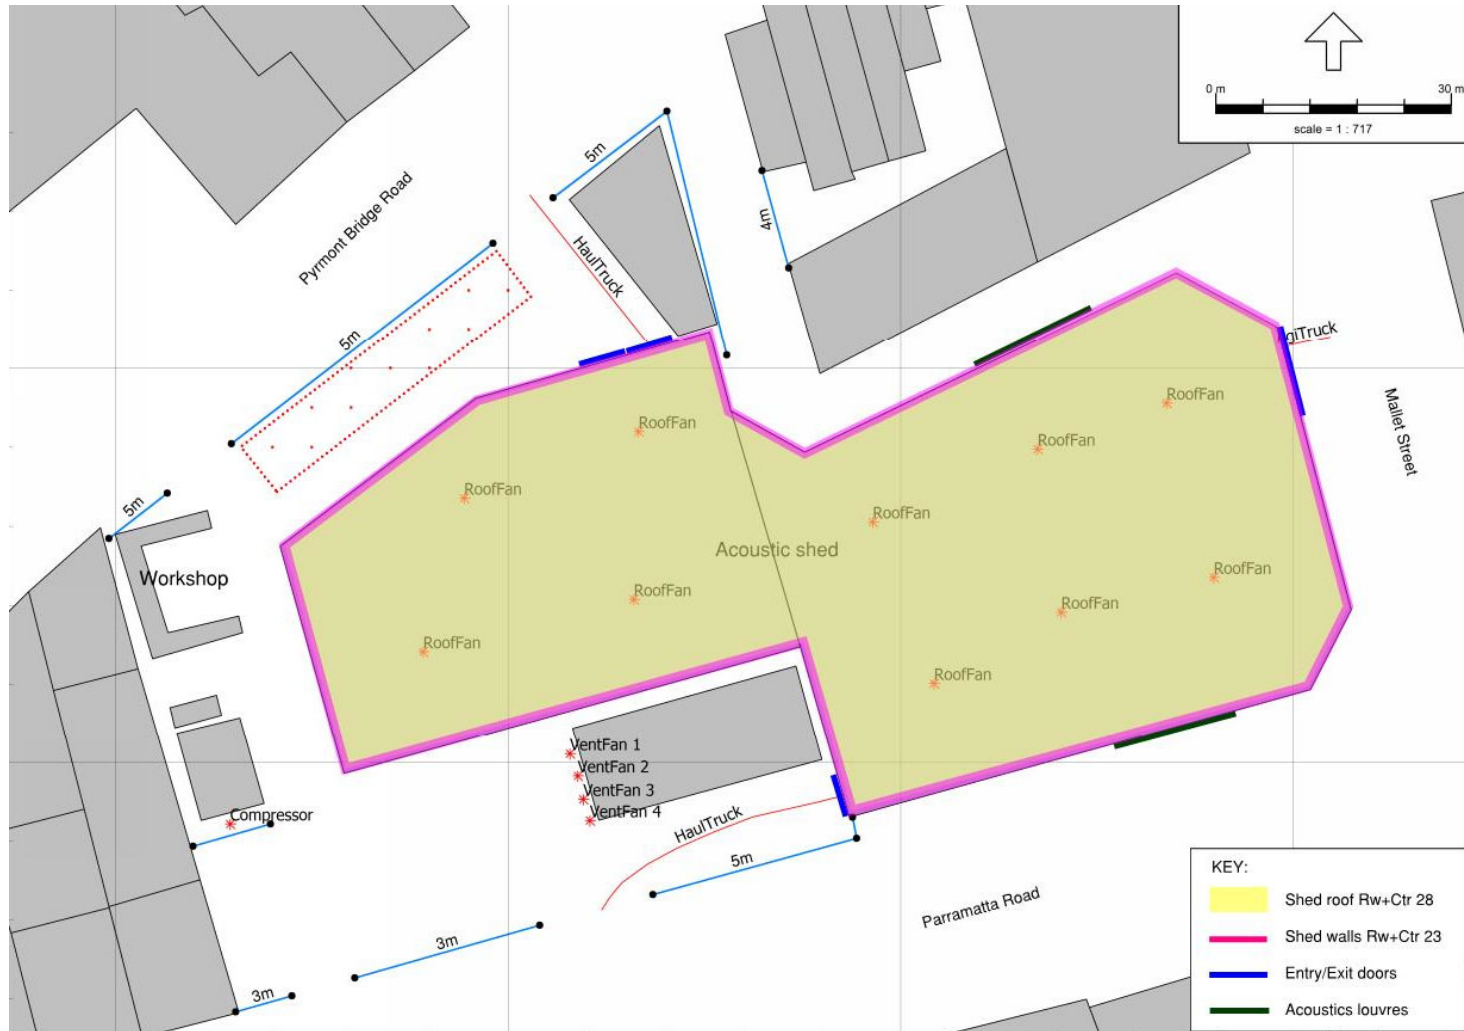 0 m
30 m
scale = 1 : 717
5m
Pyrmont Bridge Road
4m
HaulTruck
5m
giTruck
RoofFan
RoofFan
RoofFan
Mallet Street
RoofFan
RoofFan
5m
Acoustic shed
Workshop
RoofFan
RoofFan
RoofFan
RoofFan
RoofFan
VentFan 1
VentFan 2
VentFan 3
VentFan 4
Compressor
HaulTruck
5m
Parramatta Road
3m
3m
KEY:
Shed roof Rw+Ctr 28
Shed walls Rw+Ctr 23
Entry/Exit doors
Acoustics louvres